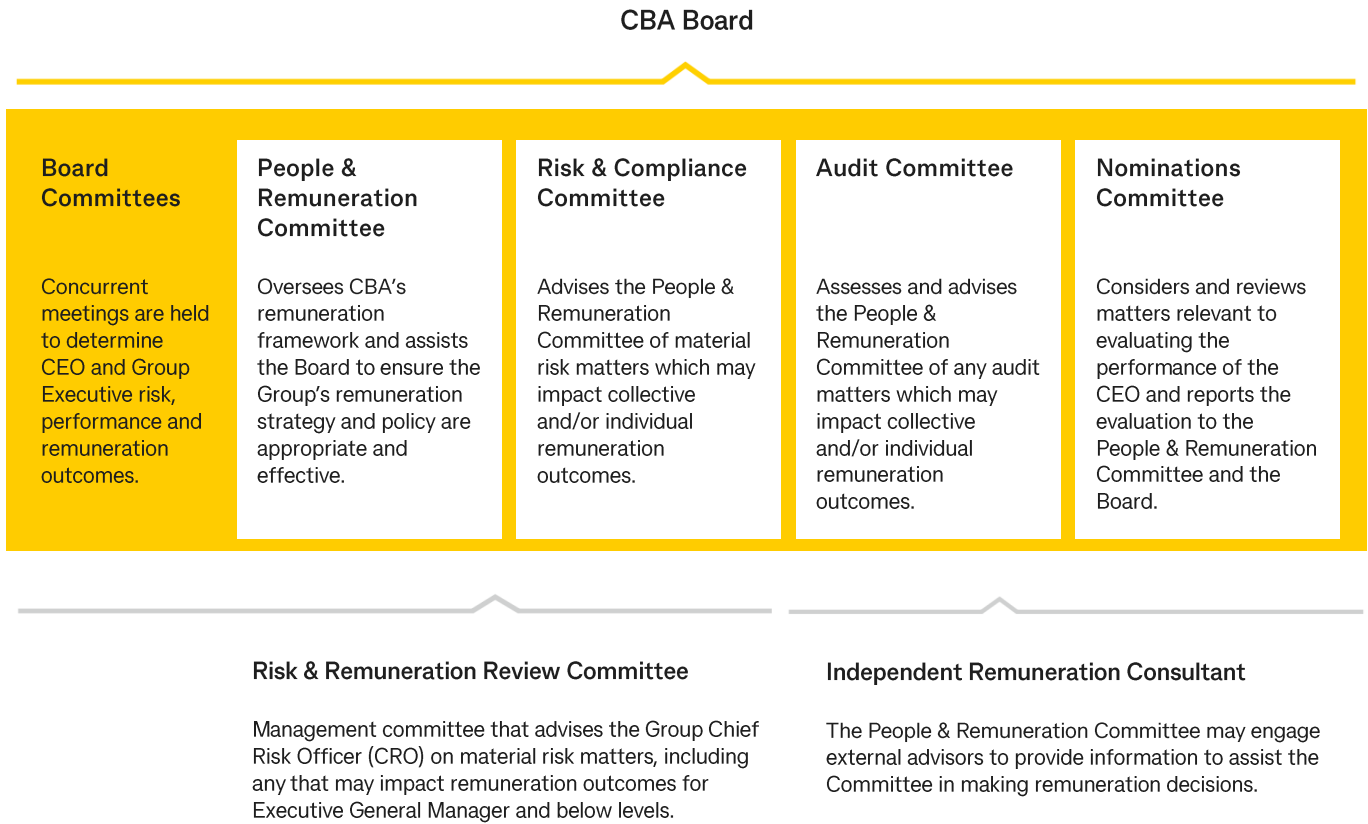 CBA Board
Board
Committees
Concurrent
meetings are held
to determine
CEO and Group
Executive risk,
performance and
remuneration
outcomes.
People &
Remuneration
Committee
Oversees CBA’s
remuneration
framework and assists
the Board to ensure the
Group’s remuneration
strategy and policy are
appropriate and
effective.
Risk & Compliance
Committee
Advises the People &
Remuneration
Committee of material
risk matters which may
impact collective
and/or individual
remuneration
outcomes.
Audit Committee
Assesses and advises
the People &
Remuneration
Committee of any audit
matters which may
impact collective
and/or individual
remuneration
outcomes.
Nominations
Committee
Considers and reviews
matters relevant to
evaluating the
performance of the
CEO and reports the
evaluation to the
People & Remuneration
Committee and the
Board.
Risk & Remuneration Review Committee
Management committee that advises the Group Chief
Risk Officer (CRO) on material risk matters, including
any that may impact remuneration outcomes for
Executive General Manager and below levels.
Independent Remuneration Consultant
The People & Remuneration Committee may engage
external advisors to provide information to assist the
Committee in making remuneration decisions.